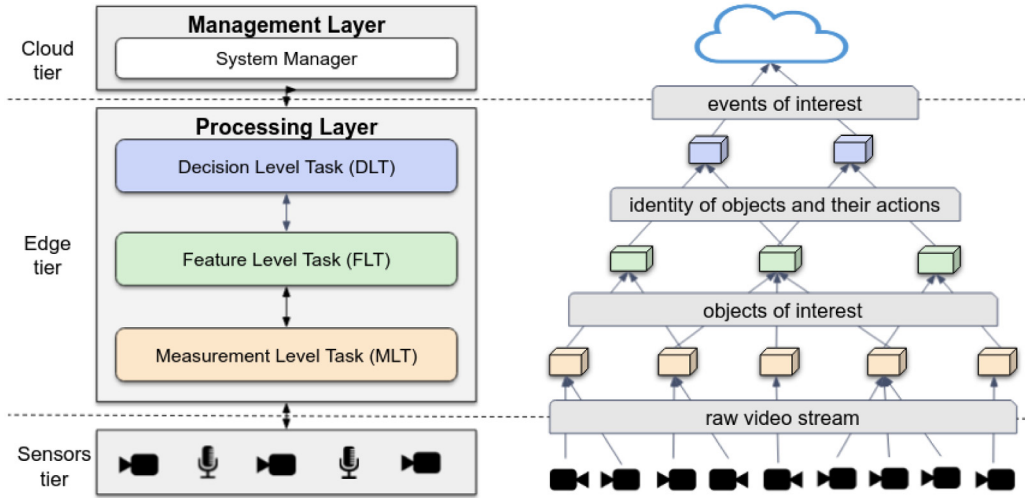 Cloud
tier
Management Layer
System Manager
Edge
tier
Processing Layer
Decision Level Task (DLT)
Feature Level Task (FLT)
Measurement Level Task (MLT)
Sensors
tier
events of interest
identity of objects and their actions
objects of interest
raw video stream